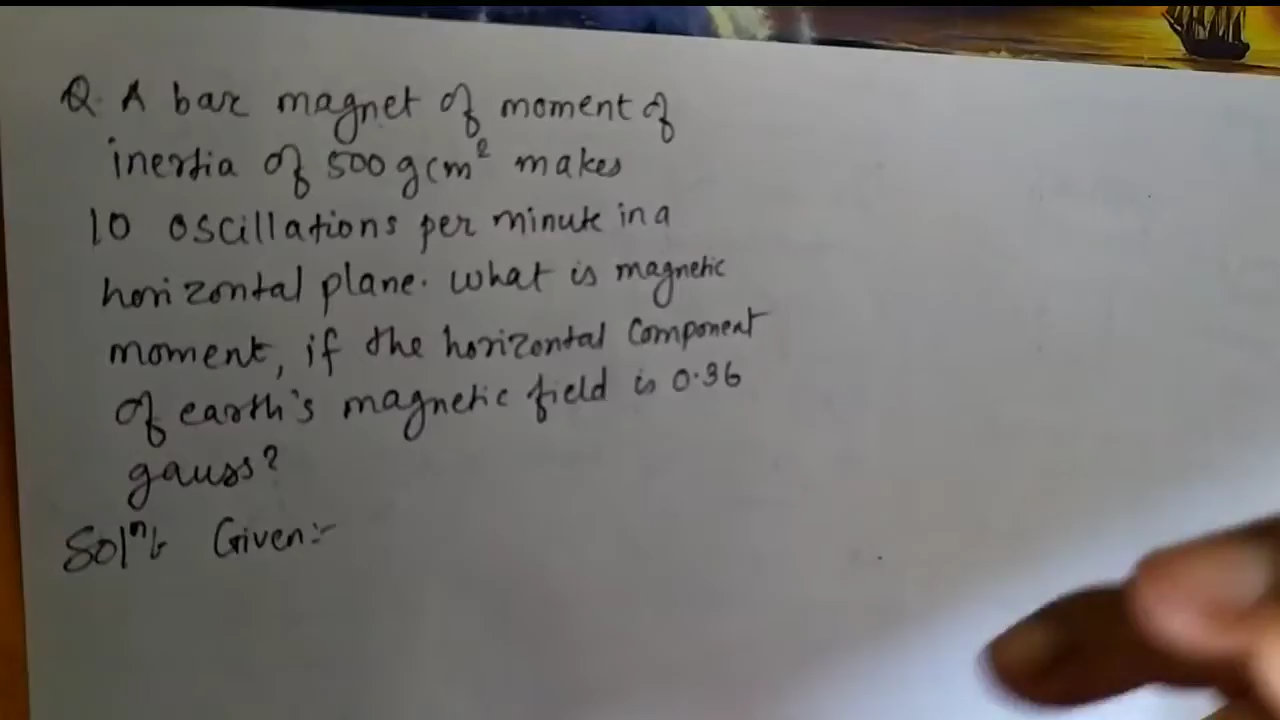 Q. A bar magnet of moment of
inertia of 500 gcm² makes
10 oscillations per minute in a
horizontal plane. What is magnetic
moment, if the horizontal component
of earth's magnetic field is 0.36
gauss?
Solⁿ:- Given:-